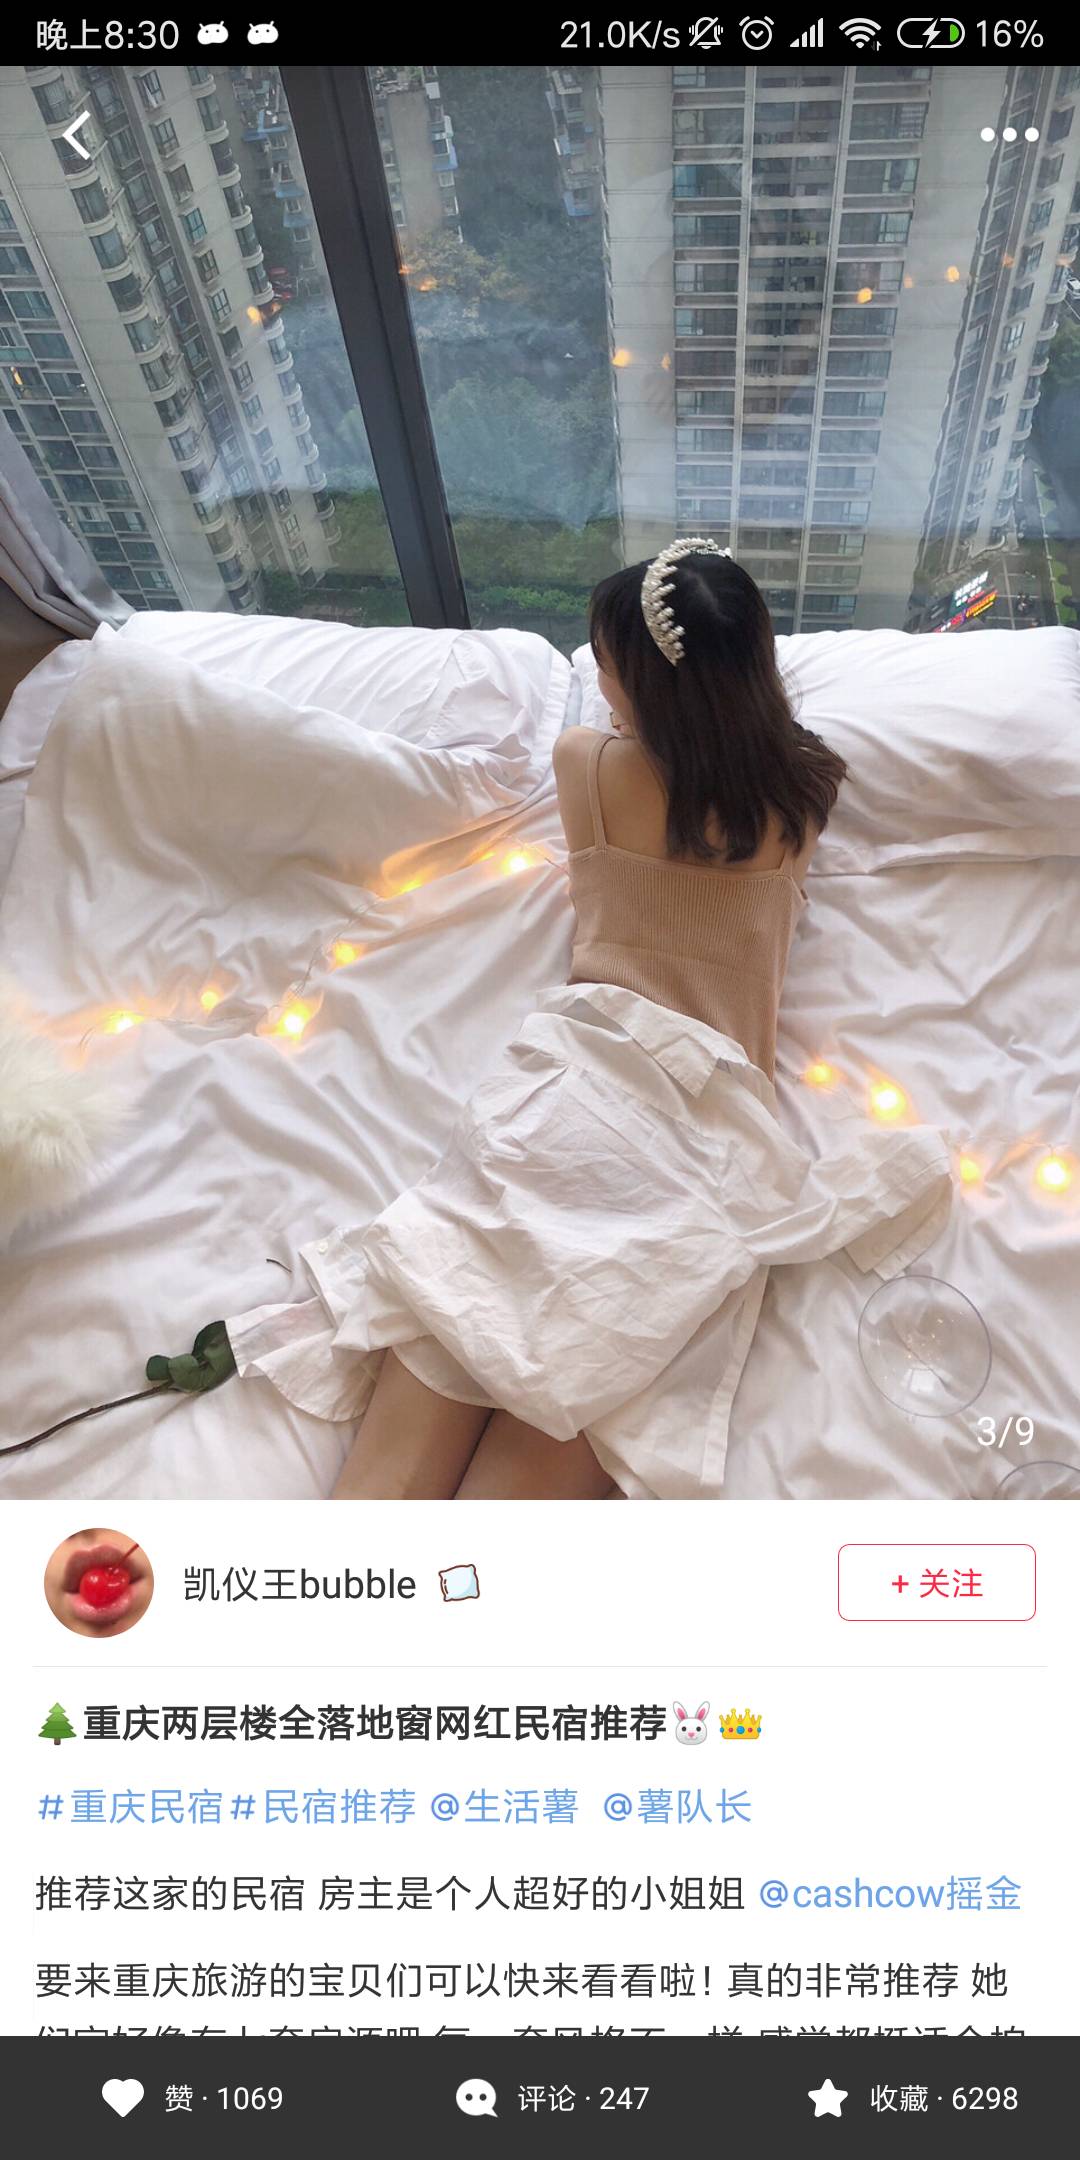 晚上8:30 21.0K/s 16%
3/9
凯仪王bubble
+ 关注
🌲重庆两层楼全落地窗网红民宿推荐🐰👑
#重庆民宿#民宿推荐 @生活薯 @薯队长
推荐这家的民宿 房主是个人超好的小姐姐 @cashcow摇金
要来重庆旅游的宝贝们可以快来看看啦！真的非常推荐 她
赞 · 1069 评论 · 247 收藏 · 6298